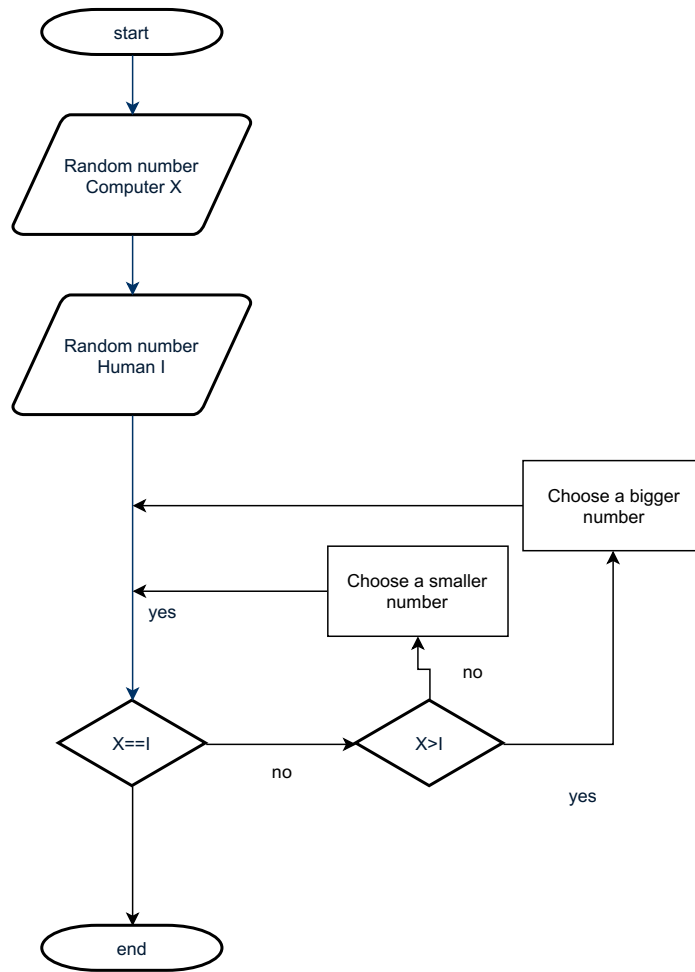 start
Random number
Computer X
Random number
Human I
Choose a bigger
number
Choose a smaller
number
yes
no
X==I
X>I
no
yes
end